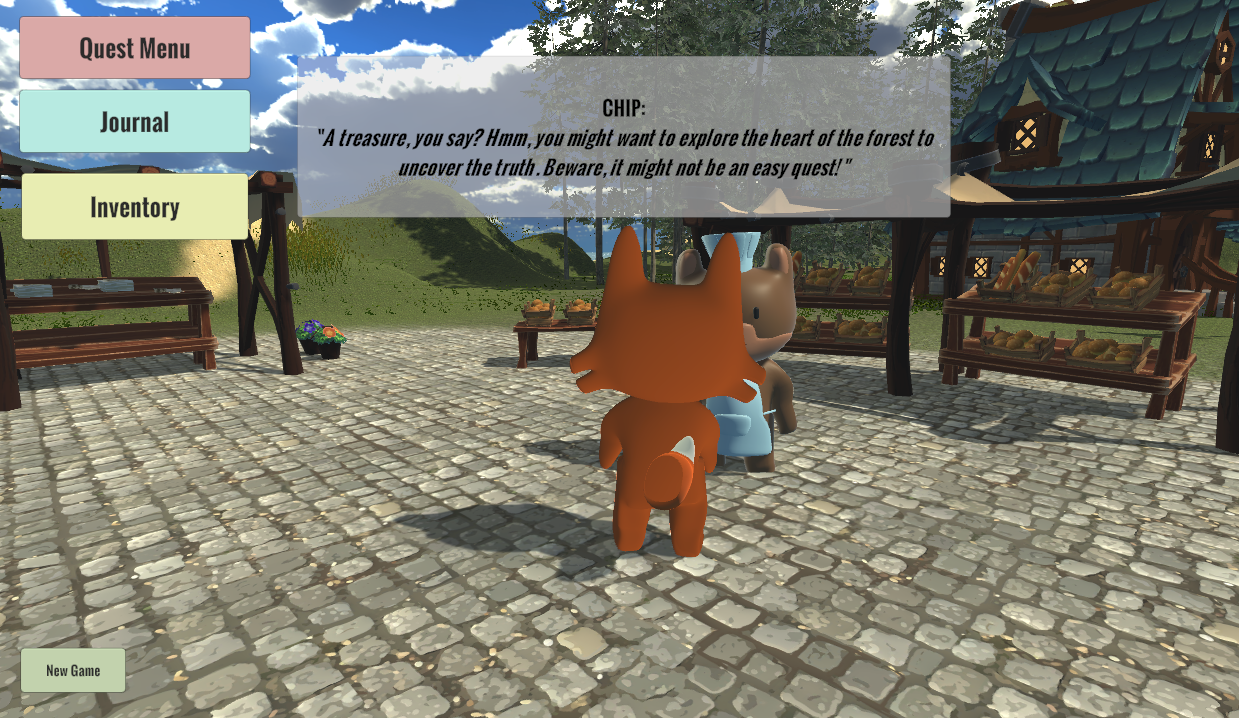 Quest Menu
Journal
Inventory
CHIP:
"A treasure, you say? Hmm, you might want to explore the heart of the forest to
uncover the truth. Beware, it might not be an easy quest!"
New Game